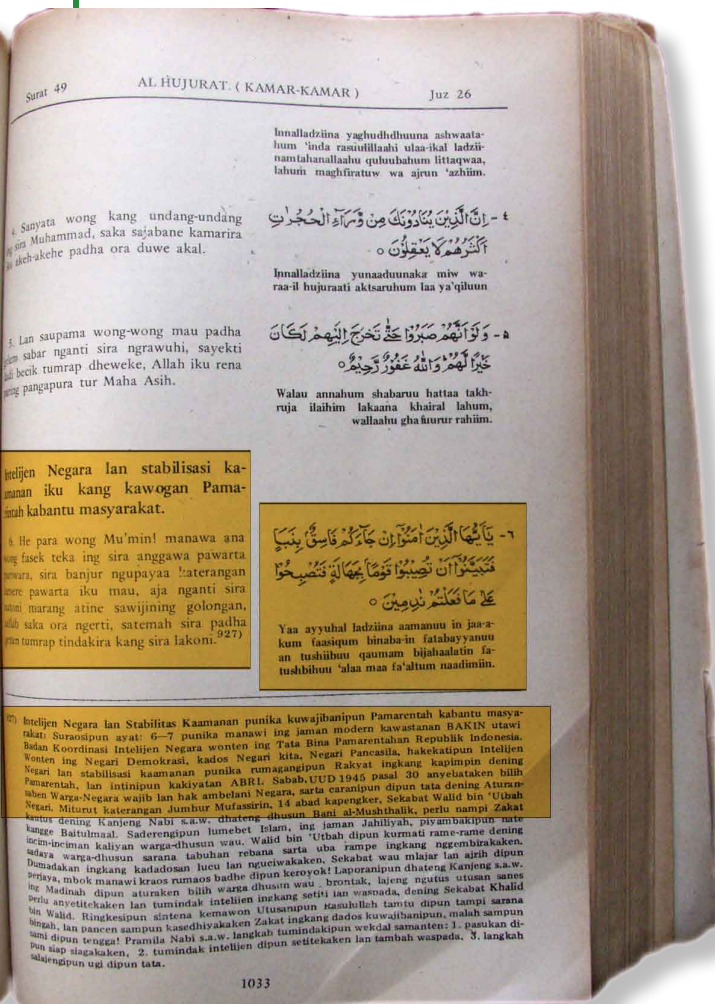 Surat 49
AL HUJURAT. ( KAMAR-KAMAR )
Juz 26
Innalladziina yaghudhdhuuna ashwaata-
hum ‘inda rasuulillaahi ulaa-ikal ladzii-
namtahanallaahu quluubahum littaqwaa,
lahum maghfiratuw wa ajrun ‘azhiim.
4. Sanyata wong kang undang-undang
sira Muhammad, saka sajabane kamarira
akeh-akehe padha ora duwe akal.
٤ - اِنَّ الَّذِيْنَ يُنَادُوْنَكَ مِنْ وَّرَآءِ الْحُجُرٰتِ
اَكْثَرُهُمْ لَا يَعْقِلُوْنَ ○
Innalladziina yunaaduunaka miw wa-
raa-il hujuraati aktsaruhum laa ya'qiluun
5. Lan saupama wong-wong mau padha
sabar nganti sira ngrawuhi, sayekti
becik tumrap dheweke, Allah iku rena
pangapura tur Maha Asih.
٥ - وَلَوْ اَنَّهُمْ صَبَرُوْا حَتّٰى تَخْرُجَ اِلَيْهِمْ لَكَانَ
خَيْرًا لَّهُمْ وَاللّٰهُ غَفُوْرٌ رَّحِيْمٌ ○
Walau annahum shabaruu hattaa takh-
ruja ilaihim lakaana khairal lahum,
wallaahu ghafuurur rahiim.
Intelijen Negara lan stabilisasi ka-
amanan iku kang kawogan Pama-
rintah kabantu masyarakat.
6. He para wong Mu'min! manawa ana
wong fasek teka ing sira anggawa pawarta
sira banjur ngupayaa katerangan
pawarta iku mau, aja nganti sira
marang atine sawijining golongan,
saka ora ngerti, satemah sira padha
tumrap tindakira kang sira lakoni.927)
٦ - يٰٓاَيُّهَا الَّذِيْنَ اٰمَنُوْٓا اِنْ جَآءَكُمْ فَاسِقٌ بِنَبَاٍ
فَتَبَيَّنُوْٓا اَنْ تُصِيْبُوْا قَوْمًا بِجَهَالَةٍ فَتُصْبِحُوْا
عَلٰى مَا فَعَلْتُمْ نٰدِمِيْنَ ○
Yaa ayyuhal ladziina aamanuu in jaa-a-
kum faasiqum binaba-in fatabayyanuu
an tushiibuu qaumam bijahaalatin fa-
tushbihuu ‘alaa maa fa'altum naadimiin.
927) Intelijen Negara lan Stabilitas Kaamanan punika kuwajibanipun Pamarentah kabantu masya-
rakat: Suraosipun ayat: 6—7 punika manawi ing jaman modern kawastanan BAKIN utawi
Badan Koordinasi Intelijen Negara wonten ing Tata Bina Pamarentahan Republik Indonesia.
Wonten ing Negari Demokrasi, kados Negari kita, Negari Pancasila, hakekatipun Intelijen
Negari lan stabilisasi kaamanan punika rumagangipun Rakyat ingkang kapimpin dening
Pamarentah, lan intinipun kakiyatan ABRI. Sabab, UUD 1945 pasal 30 anyebataken bilih
saben Warga-Negara wajib lan hak ambelani Negara, sarta caranipun dipun tata dening Aturan
Negari. Miturut katerangan Jumhur Mufassirin, 14 abad kapengker, Sekabat Walid bin 'Utbah
kautus dening Kanjeng Nabi s.a.w. dhateng dhusun Bani al-Mushthalik, perlu nampi Zakat
kangge Baitulmaal. Saderengipun lumebet Islam, ing jaman Jahiliyah, piyambakipun nate
incim-inciman kaliyan warga-dhusun wau. Walid bin 'Utbah dipun kurmati rame-rame dening
sadaya warga-dhusun sarana tabuhan rebana sarta uba rampe ingkang nggembirakaken.
Dumadakan ingkang kadadosan lucu lan nguciwakaken, Sekabat wau mlajar lan ajrih dipun
perjaya, mbok manawi kraos rumaos badhe dipun keroyok! Laporanipun dhateng Kanjeng s.a.w.
ing Madinah dipun aturaken bilih warga dhusun wau brontak, lajeng ngutus utusan sanes
perlu anyetitekaken lan tumindak intelijen ingkang setiti lan waspada, dening Sekabat Khalid
bin Walid. Ringkesipun sintena kemawon Utusanipun Rasulullah tamtu dipun tampi sarana
bingah, lan pancen sampun kasedhiyakaken Zakat ingkang dados kuwajibanipun, malah sampun
sami dipun tengga! Pramila Nabi s.a.w. langkah tumindakipun wekdal samanten: 1. pasukan di-
pun siap siagakaken, 2. tumindak intelijen dipun setitekaken lan tambah waspada, 3. langkah
salajengipun ugi dipun tata.
1033